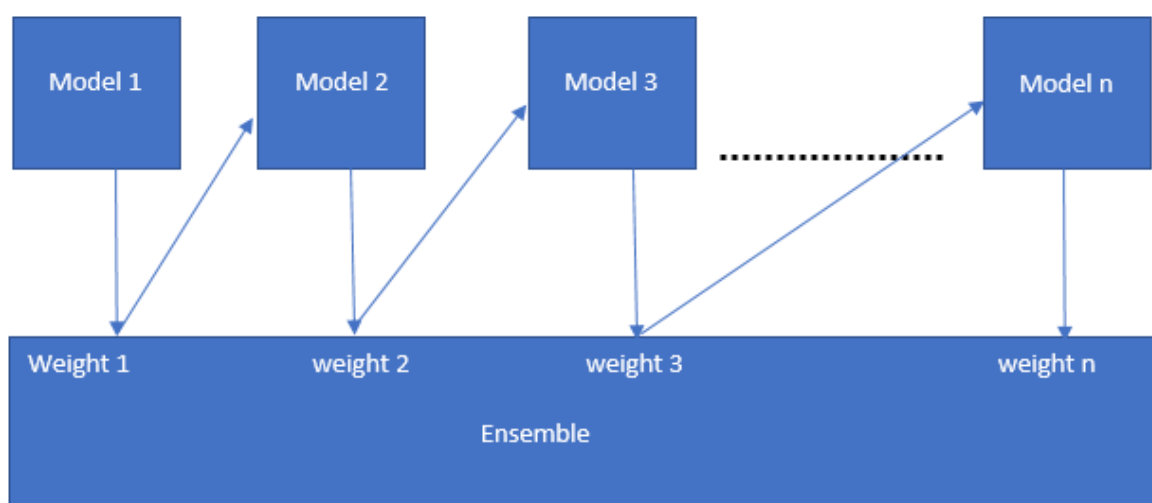 Model 1
Model 2
Model 3
Model n
Weight 1
weight 2
weight 3
weight n
Ensemble